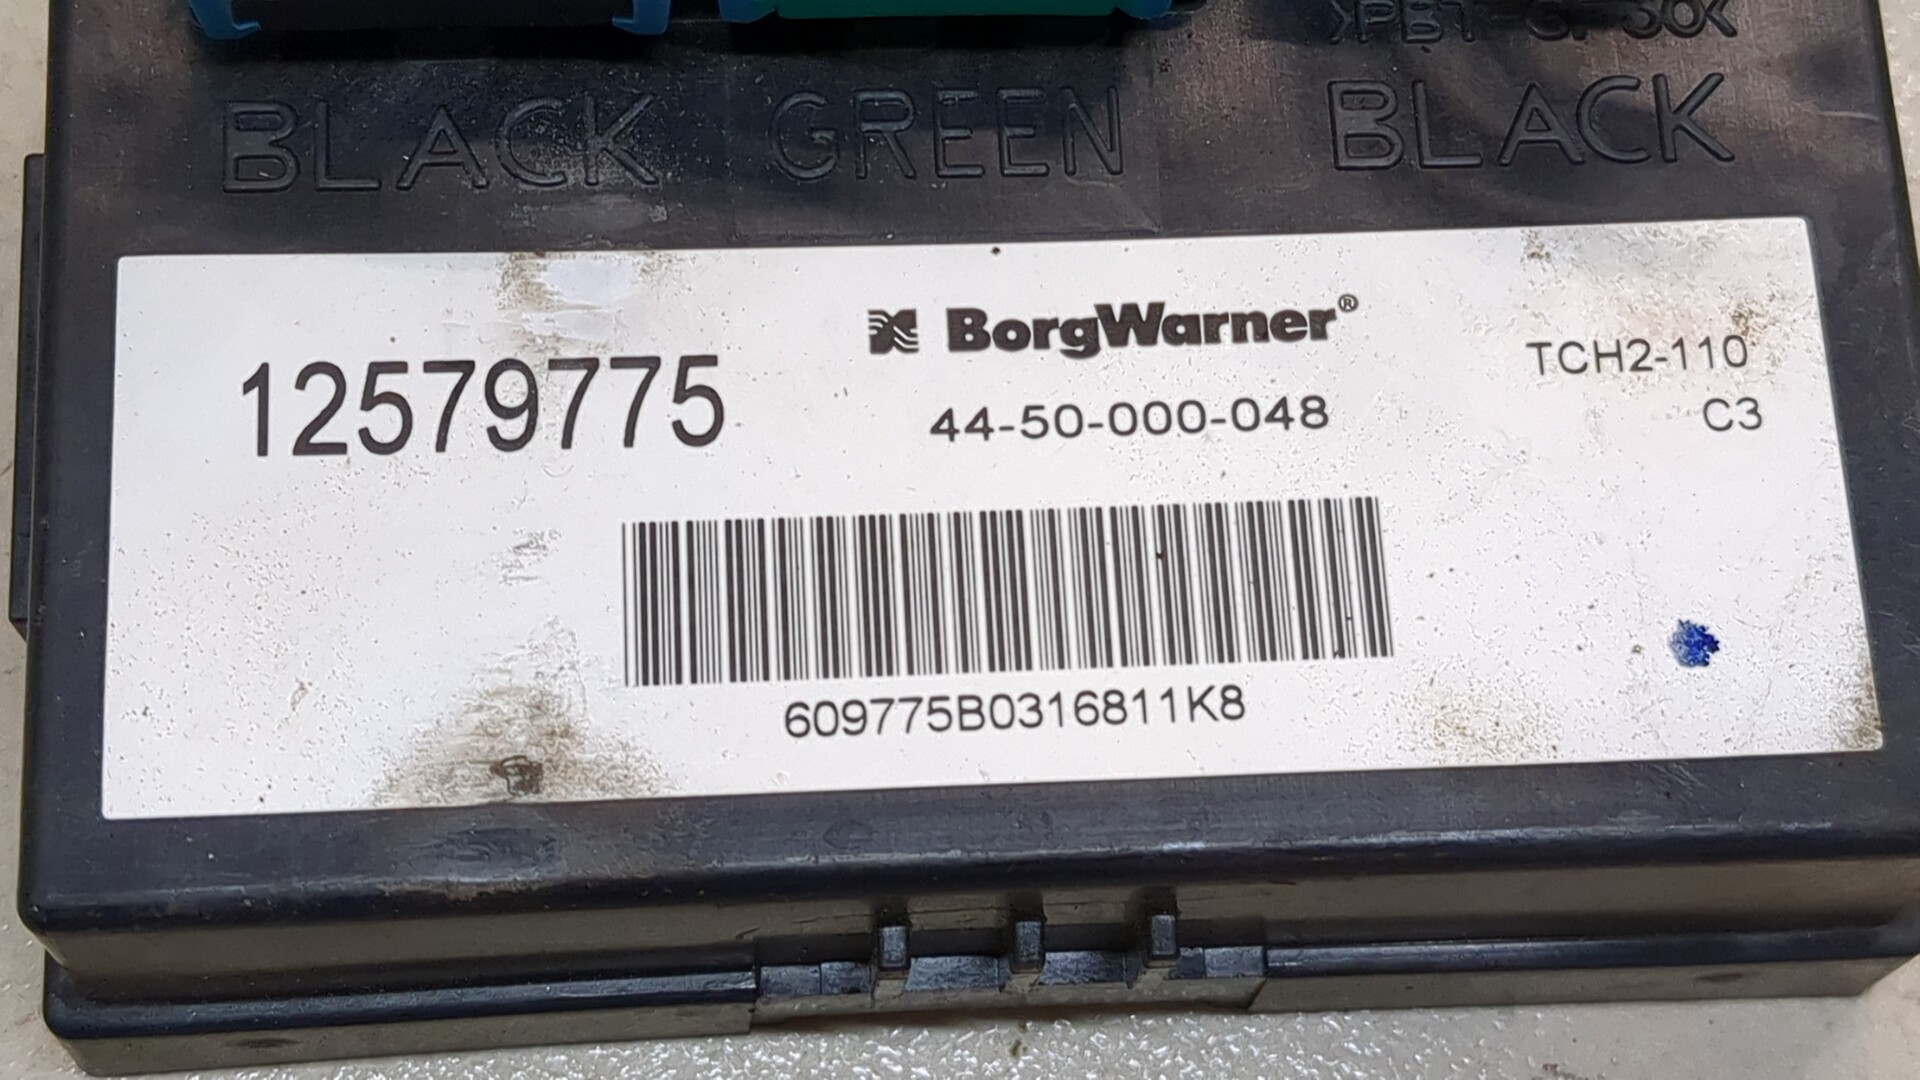 BLACK GREEN BLACK
BorgWarner®
12579775
44-50-000-048
TCH2-110
C3
609775B0316811K8